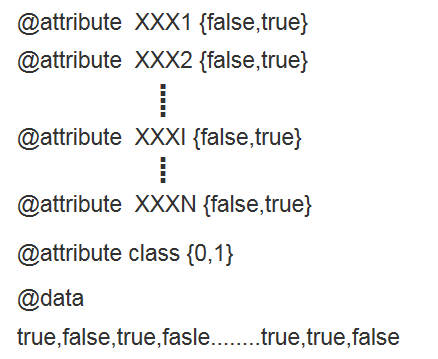 @attribute XXX1 {false,true}
@attribute XXX2 {false,true}
@attribute XXXI {false,true}
@attribute XXXN {false,true}
@attribute class {0,1}
@data
true,false,true,fasle........true,true,false